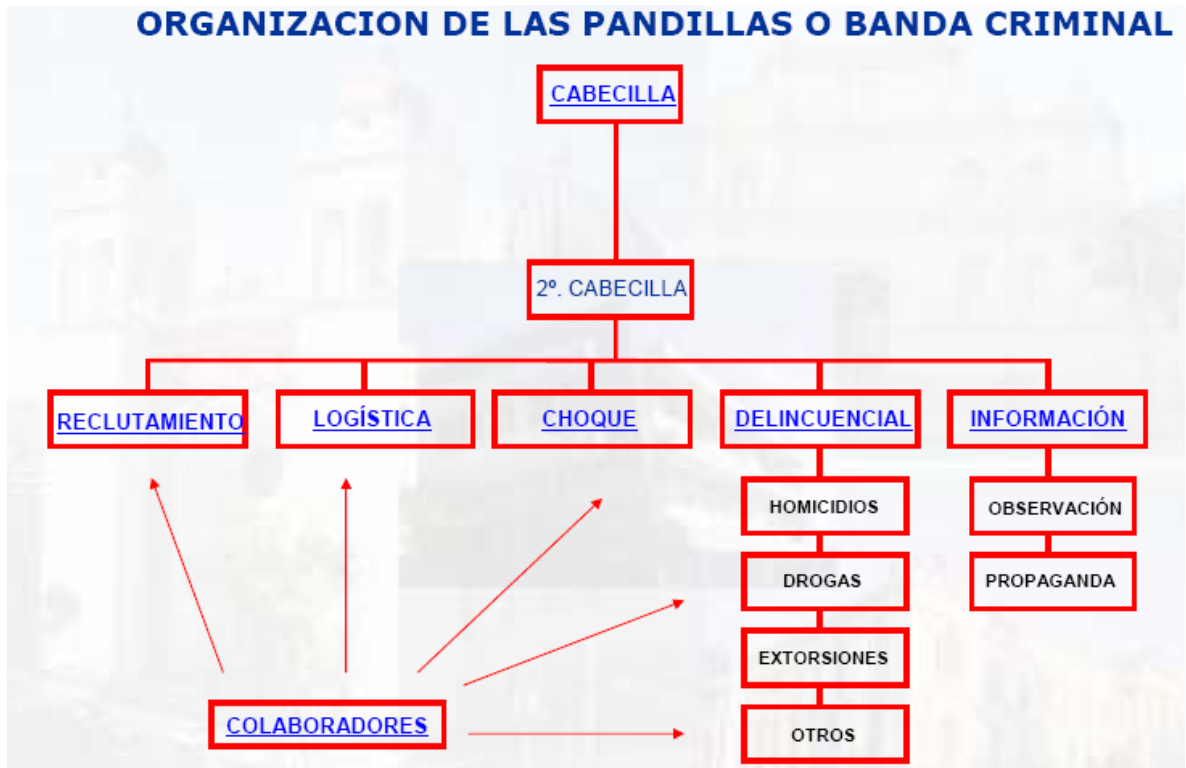 ORGANIZACION DE LAS PANDILLAS O BANDA CRIMINAL
CABECILLA
2º. CABECILLA
RECLUTAMIENTO
LOGÍSTICA
CHOQUE
DELINCUENCIAL
INFORMACIÓN
HOMICIDIOS
OBSERVACIÓN
DROGAS
PROPAGANDA
EXTORSIONES
COLABORADORES
OTROS